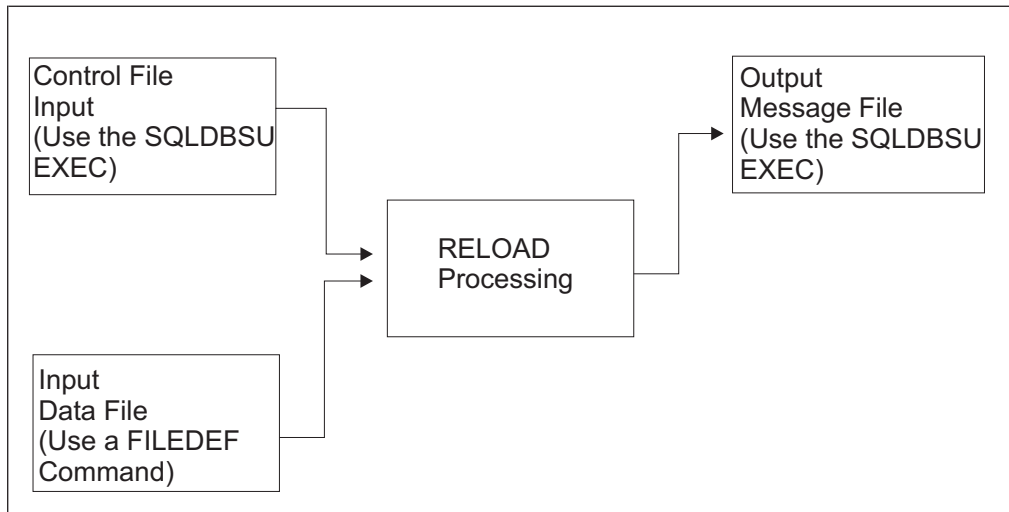 Control File
Input
(Use the SQLDBSU
EXEC)
Output
Message File
(Use the SQLDBSU
EXEC)
RELOAD
Processing
Input
Data File
(Use a FILEDEF
Command)